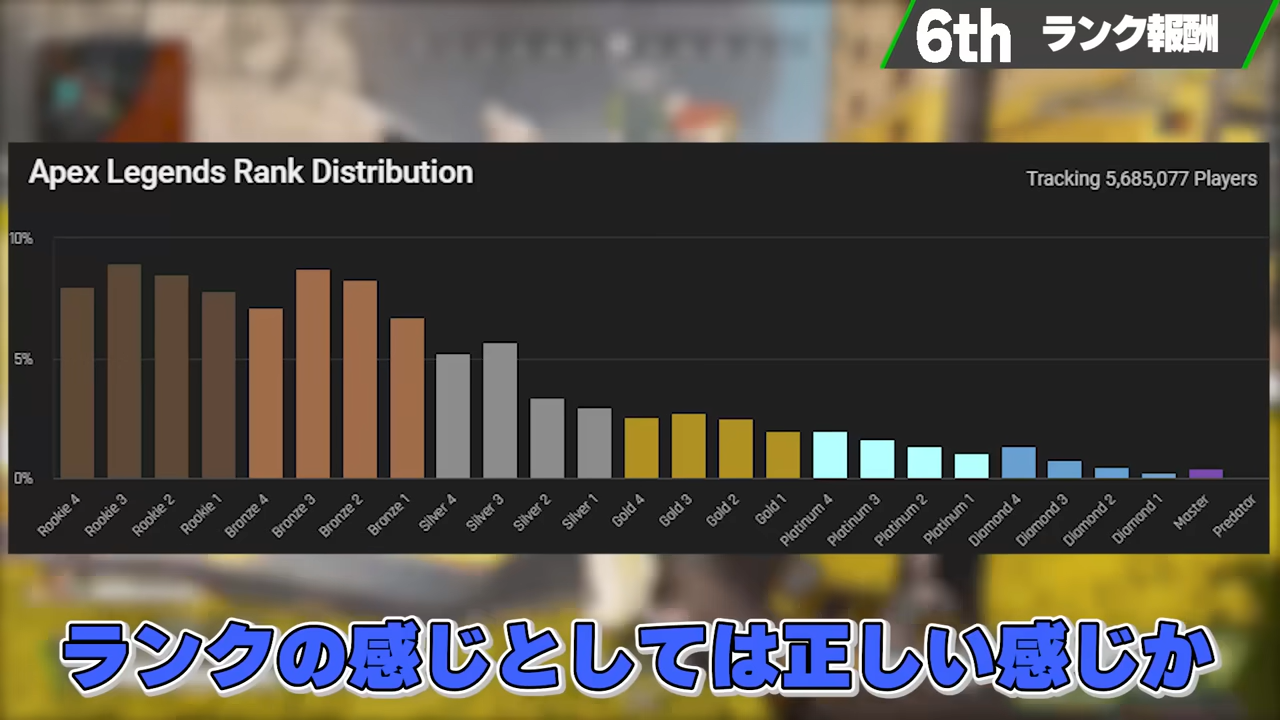 6th ランク報酬
Apex Legends Rank Distribution
Tracking 5,685,077 Players
10%
5%
0%
Rookie 4
Rookie 3
Rookie 2
Rookie 1
Bronze 4
Bronze 3
Bronze 2
Bronze 1
Silver 4
Silver 3
Silver 2
Silver 1
Gold 4
Gold 3
Gold 2
Gold 1
Platinum 4
Platinum 3
Platinum 2
Platinum 1
Diamond 4
Diamond 3
Diamond 2
Diamond 1
Master
Predator
ランクの感じとしては正しい感じか